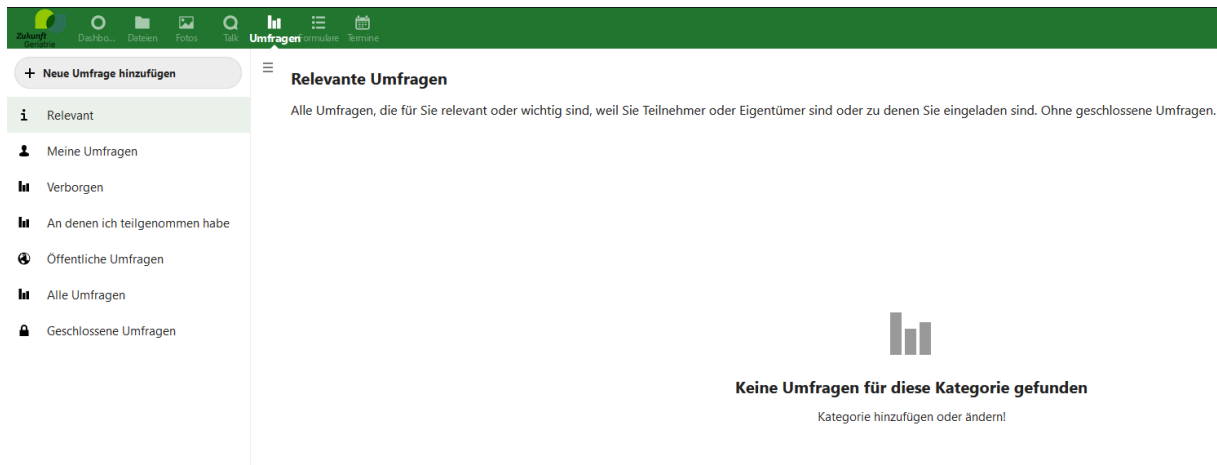 Zukunft
Geriatrie
Dashbo...
Dateien
Fotos
Talk
Umfragen
ormulare
Termine
+ Neue Umfrage hinzufügen
Relevant
Meine Umfragen
Verborgen
An denen ich teilgenommen habe
Öffentliche Umfragen
Alle Umfragen
Geschlossene Umfragen
Relevante Umfragen
Alle Umfragen, die für Sie relevant oder wichtig sind, weil Sie Teilnehmer oder Eigentümer sind oder zu denen Sie eingeladen sind. Ohne geschlossene Umfragen.
Keine Umfragen für diese Kategorie gefunden
Kategorie hinzufügen oder ändern!